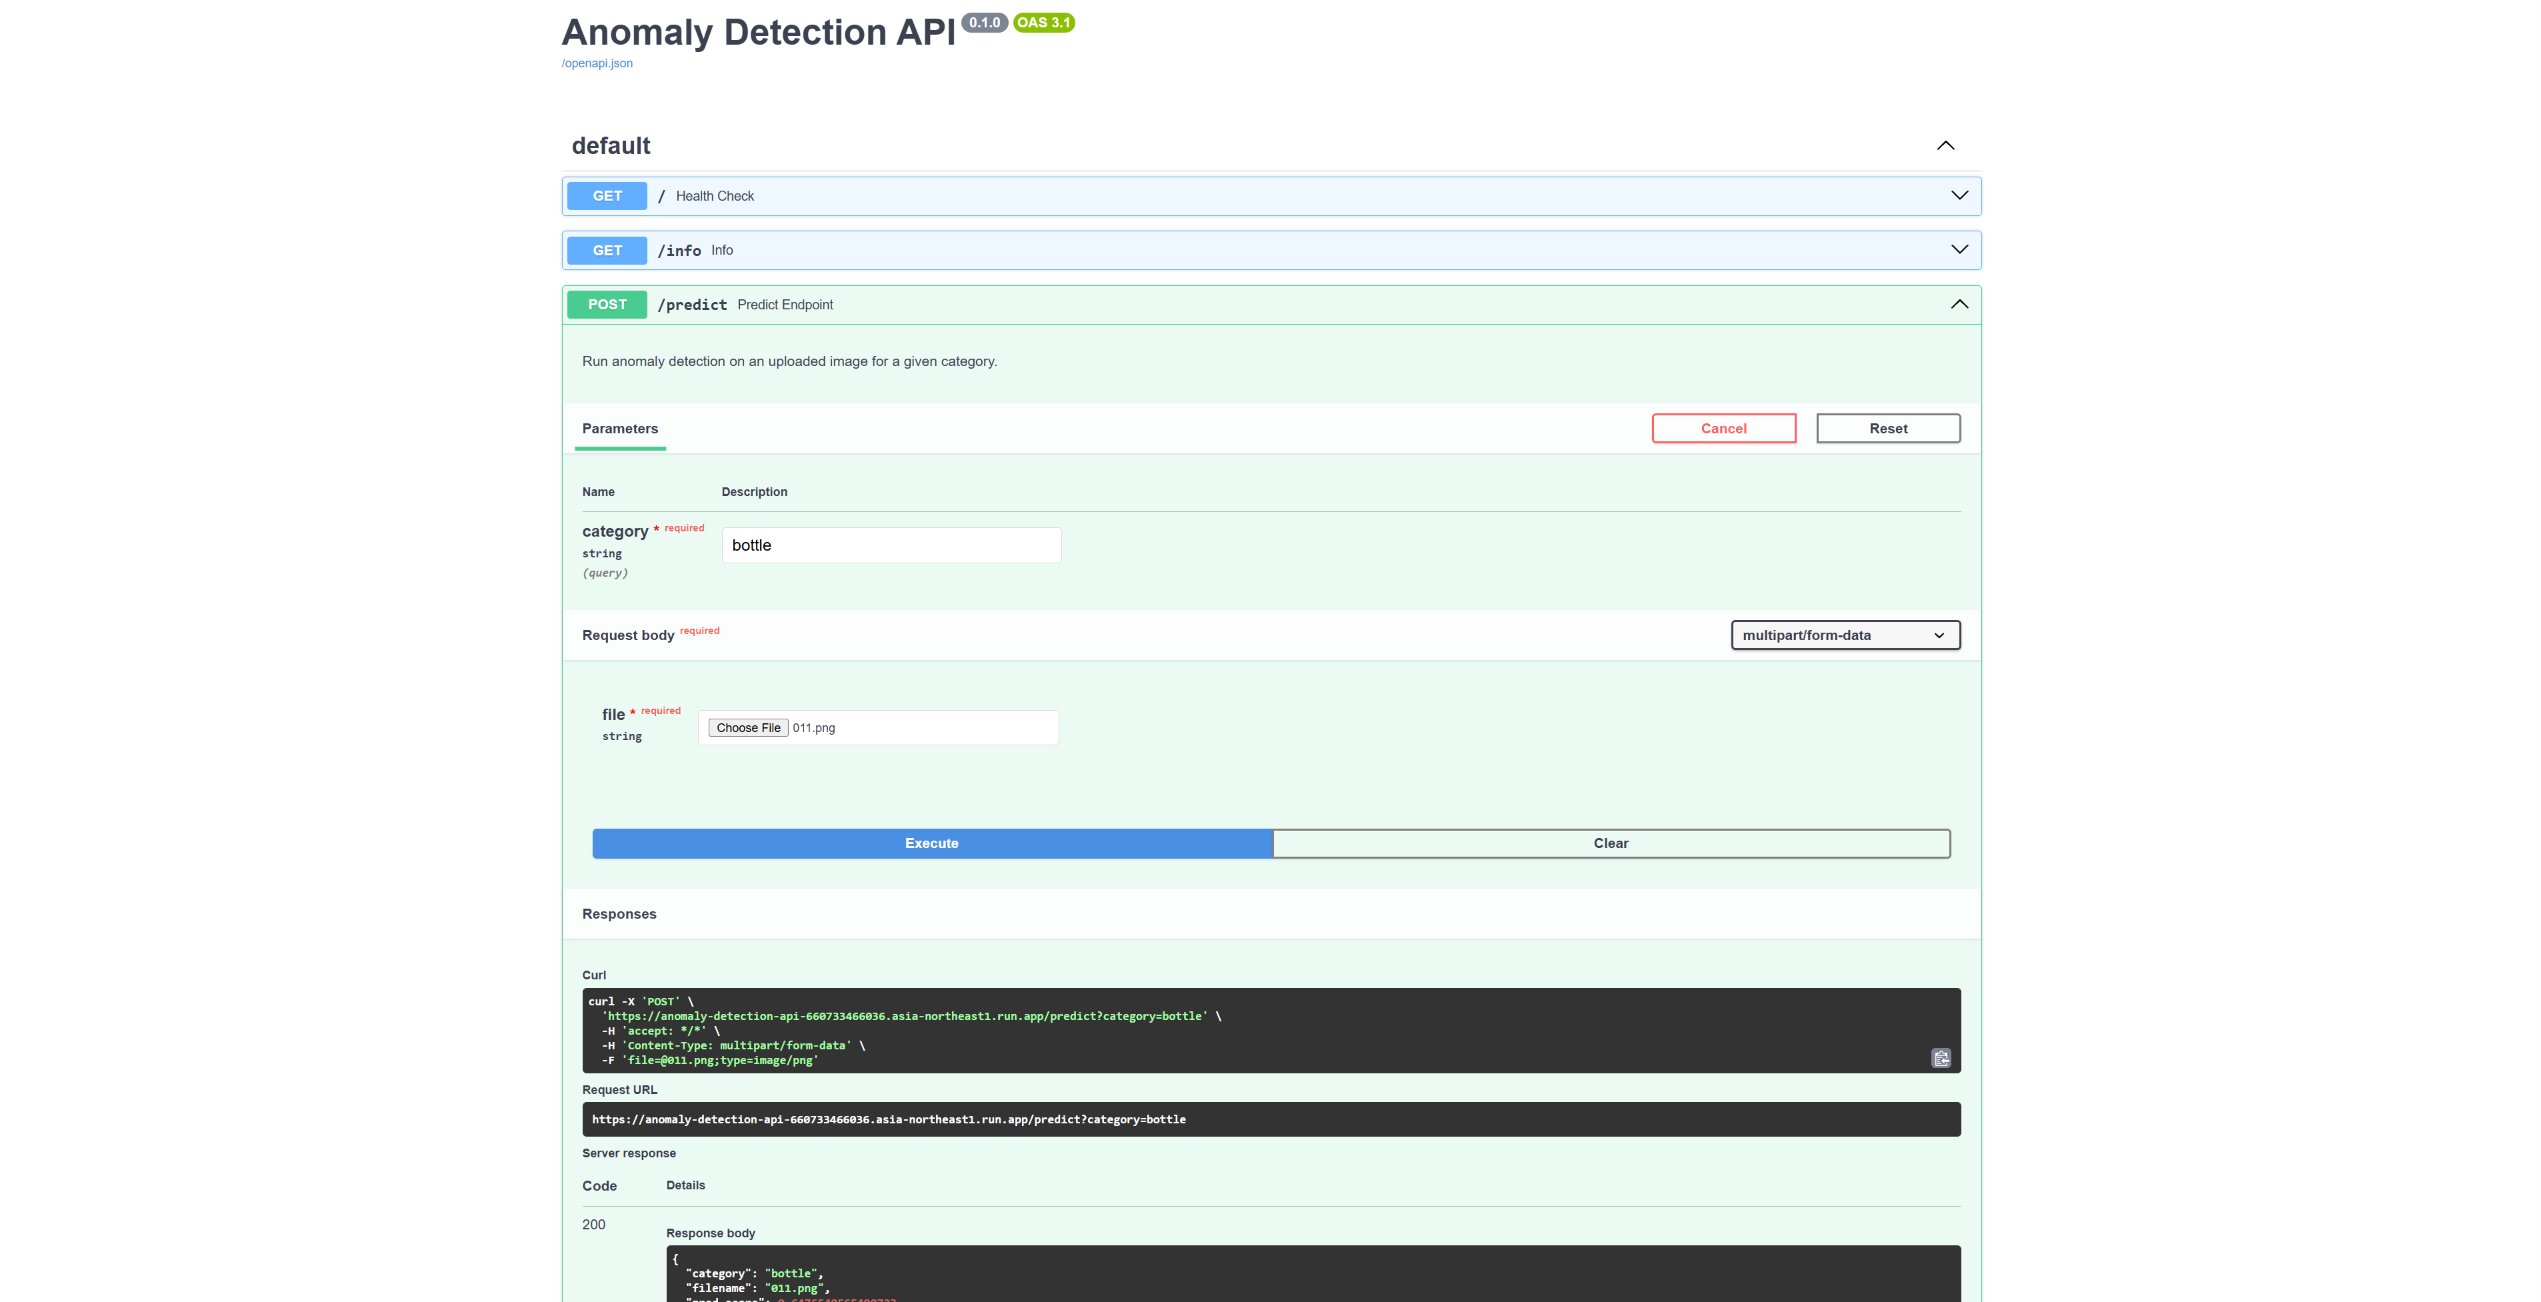 Anomaly Detection API 0.1.0 OAS 3.1
/openapi.json
default
GET / Health Check
GET /info Info
POST /predict Predict Endpoint
Run anomaly detection on an uploaded image for a given category.
Parameters
Cancel Reset
Name Description
category * required
string
(query)
bottle
Request body required
multipart/form-data
file * required
string
Choose File 011.png
Execute Clear
Responses
Curl
curl -X 'POST' \
'https://anomaly-detection-api-660733466036.asia-northeast1.run.app/predict?category=bottle' \
-H 'accept: */*' \
-H 'Content-Type: multipart/form-data' \
-F 'file=@011.png;type=image/png'
Request URL
https://anomaly-detection-api-660733466036.asia-northeast1.run.app/predict?category=bottle
Server response
Code Details
200
Response body
{
"category": "bottle",
"filename": "011.png",